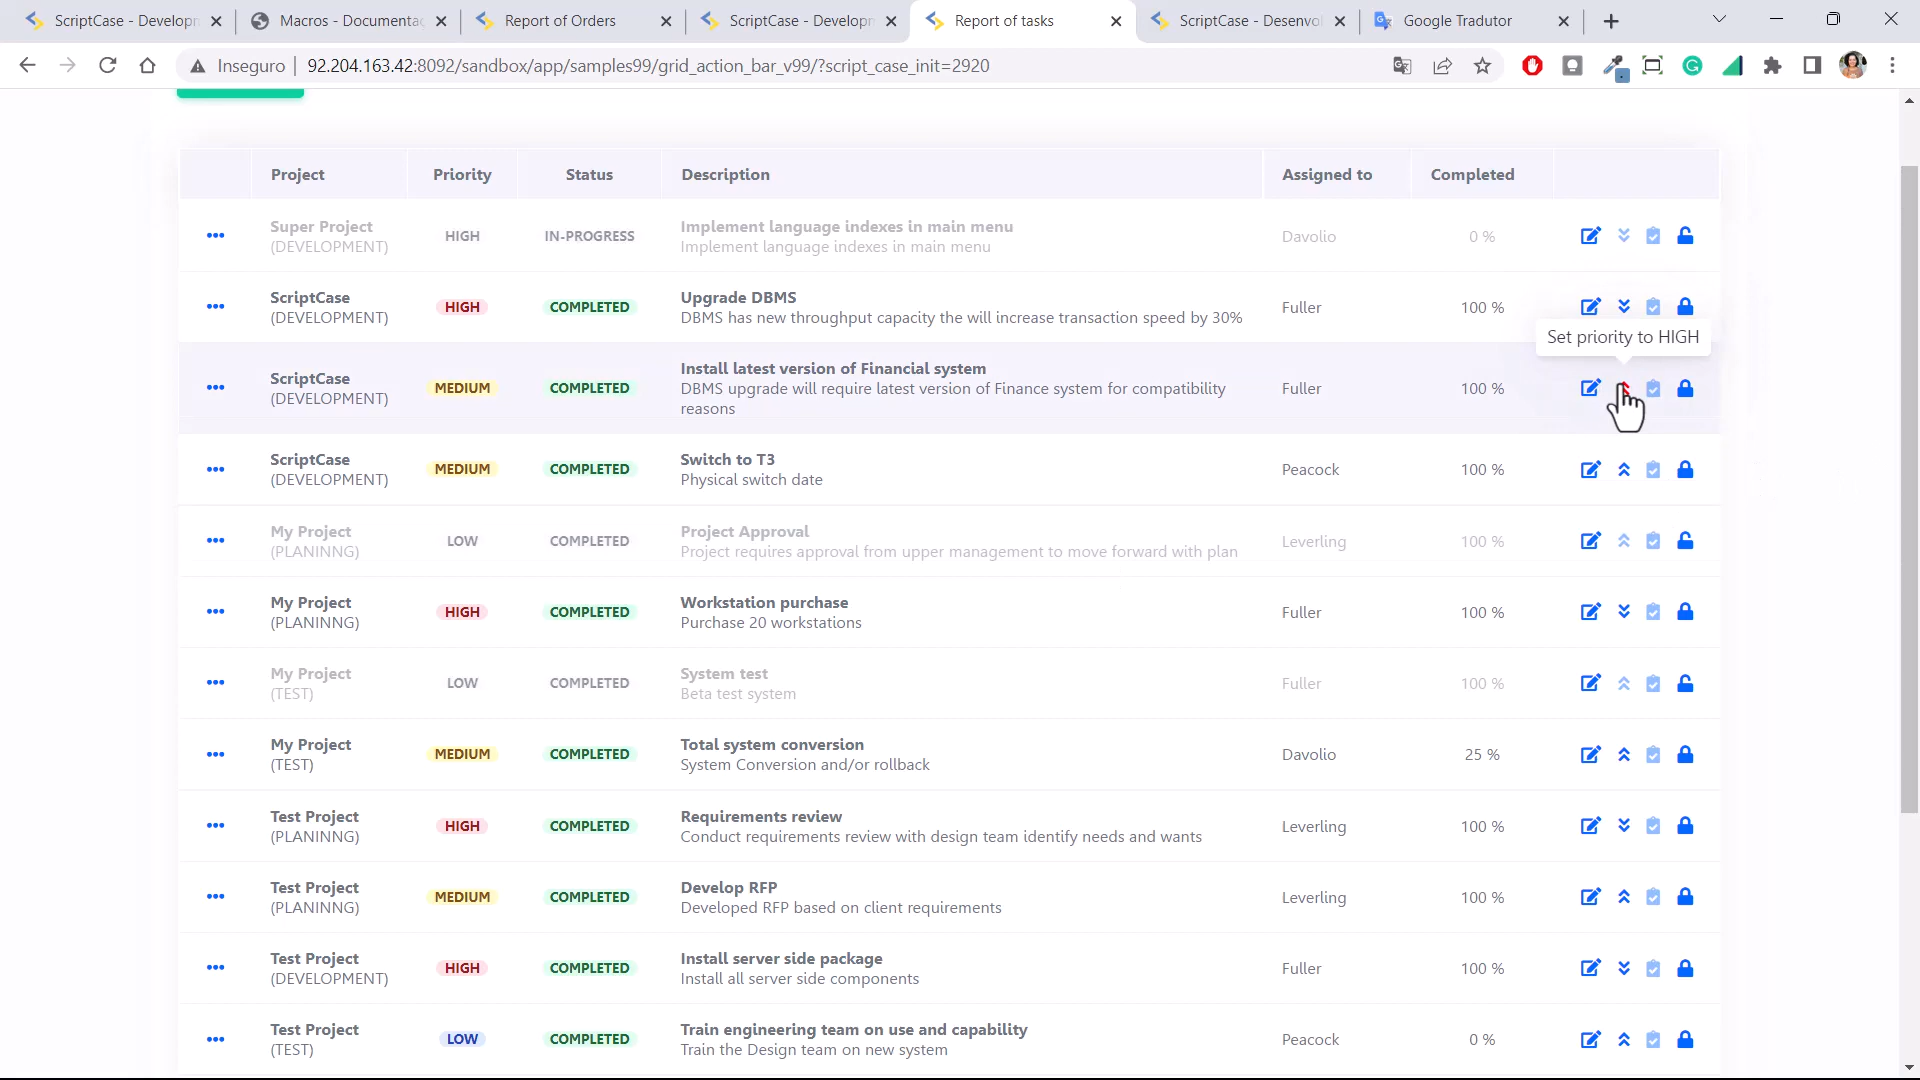 ScriptCase - Developn
Macros - Documentaç
Report of Orders
ScriptCase - Developn
Report of tasks
ScriptCase - Desenvol
Google Tradutor
Inseguro
92.204.163.42:8092/sandbox/app/samples99/grid_action_bar_v99/?script_case_init=2920
Project Priority Status Description Assigned to Completed
Super Project
(DEVELOPMENT)
HIGH
IN-PROGRESS
Implement language indexes in main menu
Implement language indexes in main menu
Davolio
0 %
ScriptCase
(DEVELOPMENT)
HIGH
COMPLETED
Upgrade DBMS
DBMS has new throughput capacity the will increase transaction speed by 30%
Fuller
100 %
Set priority to HIGH
ScriptCase
(DEVELOPMENT)
MEDIUM
COMPLETED
Install latest version of Financial system
DBMS upgrade will require latest version of Finance system for compatibility
reasons
Fuller
100 %
ScriptCase
(DEVELOPMENT)
MEDIUM
COMPLETED
Switch to T3
Physical switch date
Peacock
100 %
My Project
(PLANINNG)
LOW
COMPLETED
Project Approval
Project requires approval from upper management to move forward with plan
Leverling
100 %
My Project
(PLANINNG)
HIGH
COMPLETED
Workstation purchase
Purchase 20 workstations
Fuller
100 %
My Project
(TEST)
LOW
COMPLETED
System test
Beta test system
Fuller
100 %
My Project
(TEST)
MEDIUM
COMPLETED
Total system conversion
System Conversion and/or rollback
Davolio
25 %
Test Project
(PLANINNG)
HIGH
COMPLETED
Requirements review
Conduct requirements review with design team identify needs and wants
Leverling
100 %
Test Project
(PLANINNG)
MEDIUM
COMPLETED
Develop RFP
Developed RFP based on client requirements
Leverling
100 %
Test Project
(DEVELOPMENT)
HIGH
COMPLETED
Install server side package
Install all server side components
Fuller
100 %
Test Project
(TEST)
LOW
COMPLETED
Train engineering team on use and capability
Train the Design team on new system
Peacock
0 %